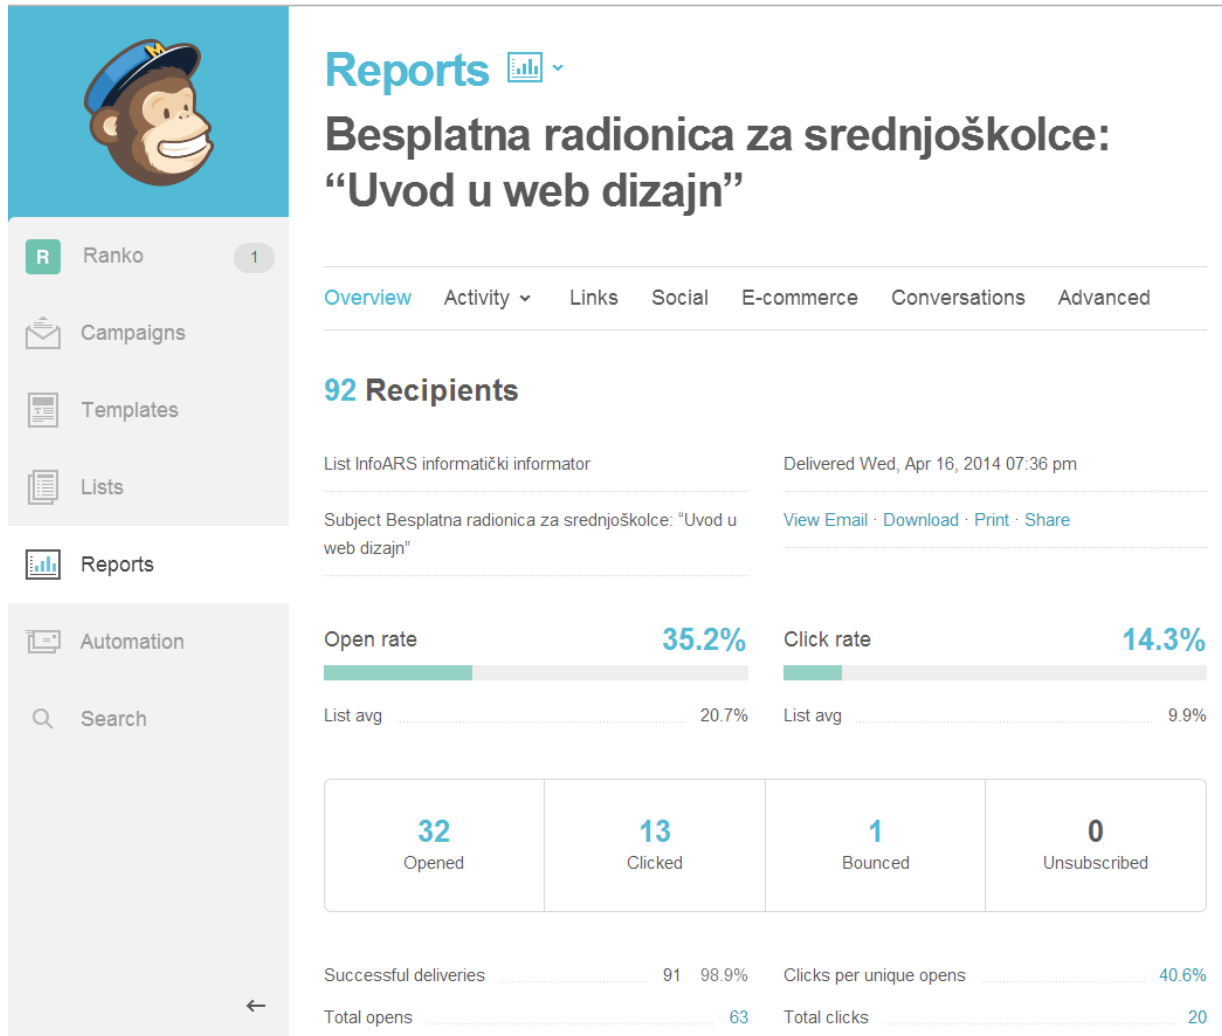 M
Reports
Besplatna radionica za srednjoškolce:
“Uvod u web dizajn”
R Ranko 1
Campaigns
Templates
Lists
Reports
Automation
Search
Overview Activity Links Social E-commerce Conversations Advanced
92 Recipients
List InfoARS informatički informator
Delivered Wed, Apr 16, 2014 07:36 pm
Subject Besplatna radionica za srednjoškolce: “Uvod u
web dizajn”
View Email · Download · Print · Share
Open rate 35.2%
List avg 20.7%
Click rate 14.3%
List avg 9.9%
32
Opened
13
Clicked
1
Bounced
0
Unsubscribed
Successful deliveries 91 98.9%
Total opens 63
Clicks per unique opens 40.6%
Total clicks 20